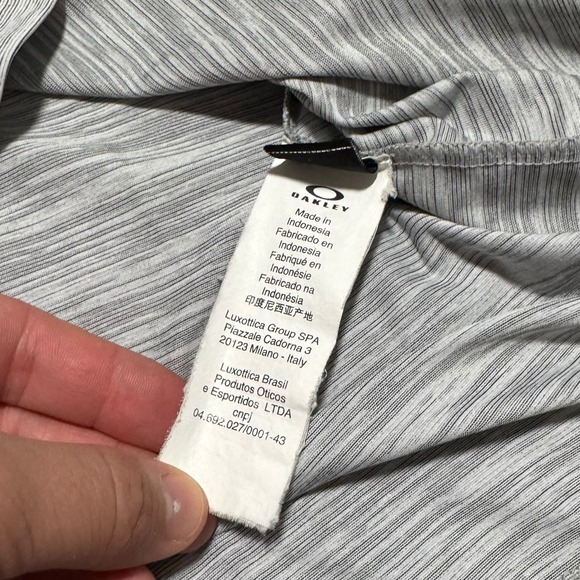 OAKLEY
Made in
Indonesia
Fabricado en
Indonesia
Fabriqué en
Indonésie
Fabricado na
Indonésia
印度尼西亚产地
Luxottica Group SPA
Piazzale Cadorna 3
20123 Milano - Italy
Luxottica Brasil
Produtos Oticos
e Esportidos LTDA
cnpj
04.692.027/0001-43